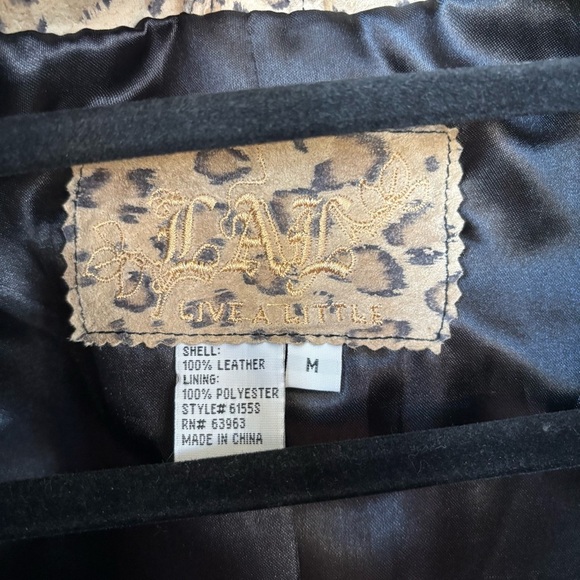 LAL
LIVE A LITTLE
SHELL:
100% LEATHER
LINING:
100% POLYESTER
STYLE# 6155S
RN# 63963
MADE IN CHINA
M